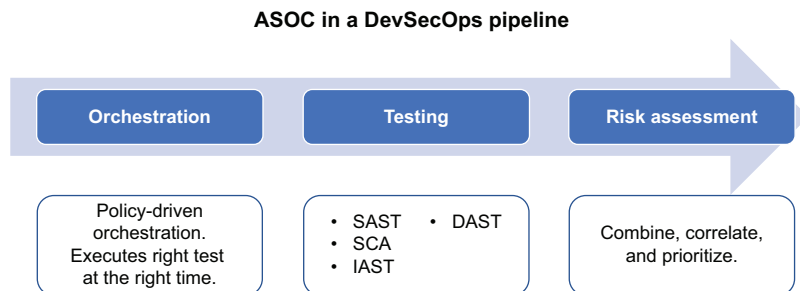 ASOC in a DevSecOps pipeline
Orchestration
Testing
Risk assessment
Policy-driven
orchestration.
Executes right test
at the right time.
• SAST
• SCA
• IAST
• DAST
Combine, correlate,
and prioritize.